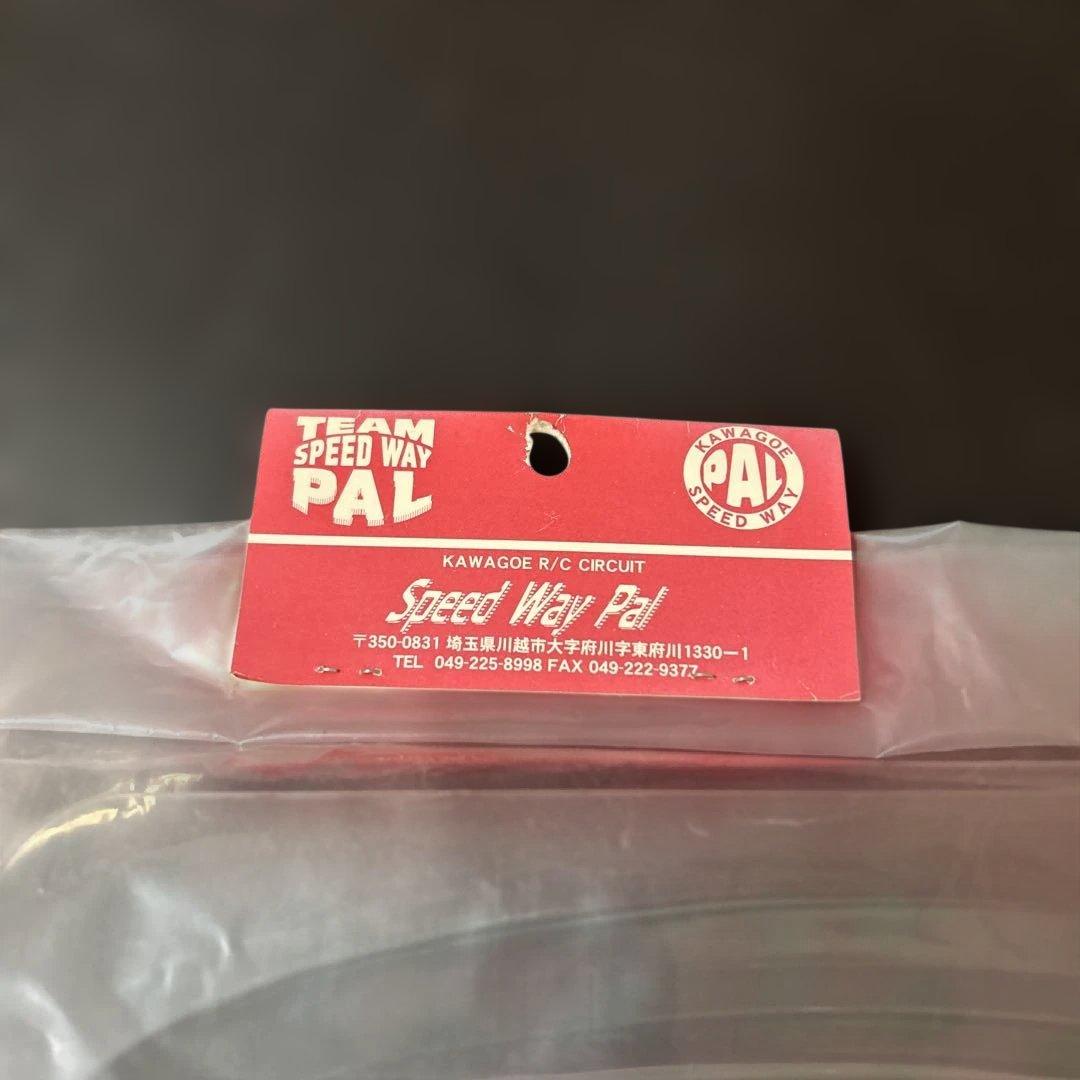 TEAM
SPEED WAY
PAL
KAWAGOE
PAL
SPEED WAY
KAWAGOE R/C CIRCUIT
Speed Way Pal
〒350-0831 埼玉県川越市大字府川字東府川1330ー1
TEL 049-225-8998 FAX 049-222-9377